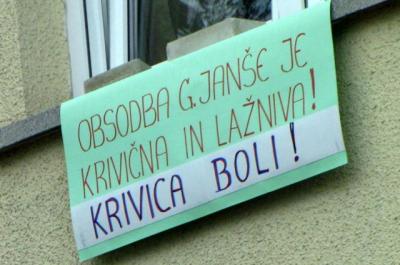 OBSODBA G. JANŠE JE
KRIVIČNA IN LAŽNIVA!
KRIVICA BOLI!